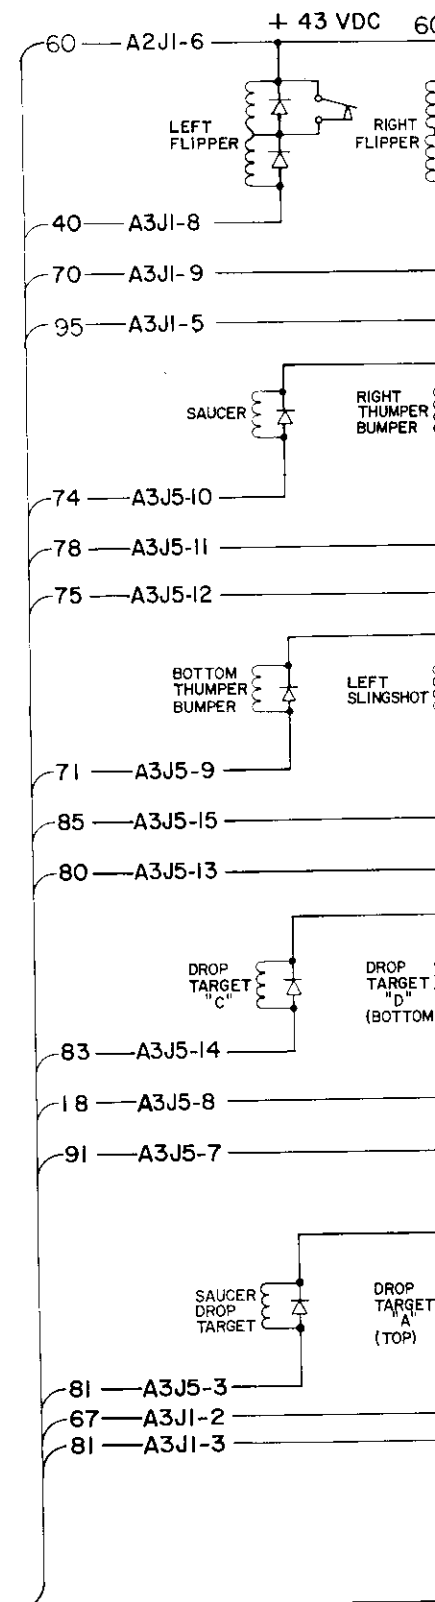 + 43 VDC 60
60 A2J1-6
LEFT
FLIPPER
RIGHT
FLIPPER
40 A3J1-8
70 A3J1-9
95 A3J1-5
SAUCER
RIGHT
THUMPER
BUMPER
74 A3J5-10
78 A3J5-11
75 A3J5-12
BOTTOM
THUMPER
BUMPER
LEFT
SLINGSHOT
71 A3J5-9
85 A3J5-15
80 A3J5-13
DROP
TARGET
"C"
DROP
TARGET
"D"
(BOTTOM
83 A3J5-14
18 A3J5-8
91 A3J5-7
SAUCER
DROP
TARGET
DROP
TARGET
"A"
(TOP)
81 A3J5-3
67 A3J1-2
81 A3J1-3